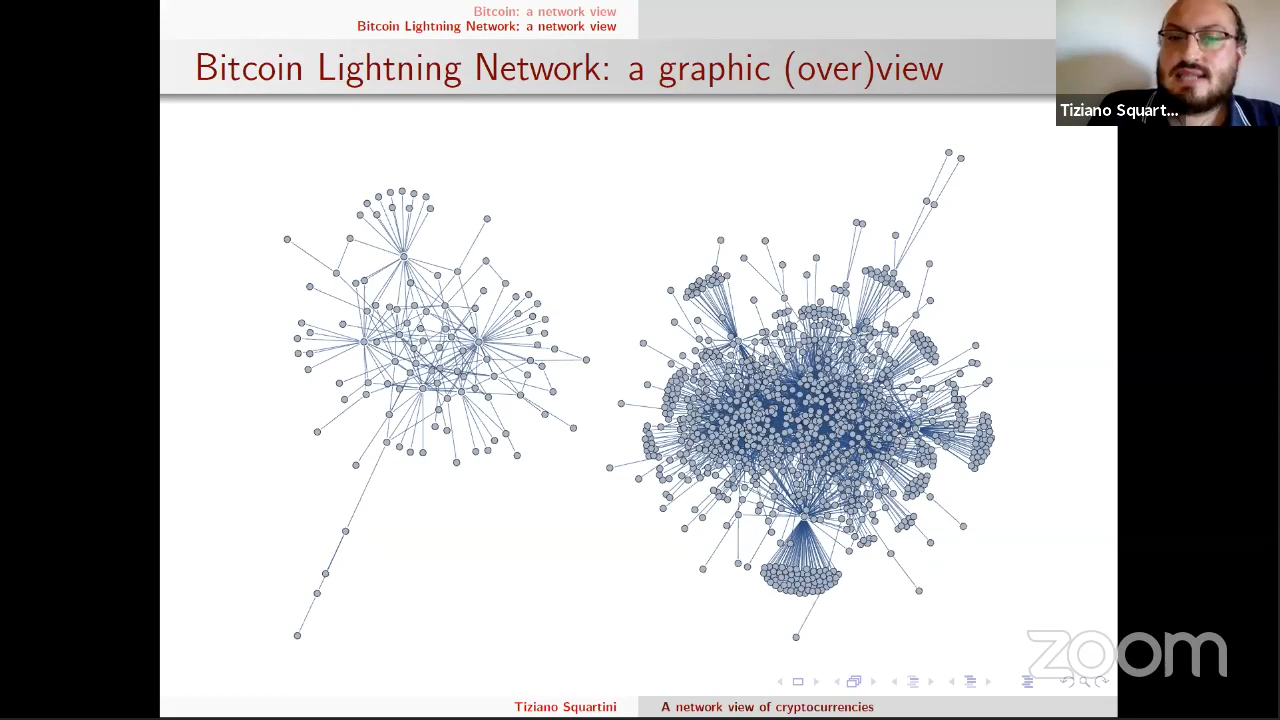 Bitcoin: a network view
Bitcoin Lightning Network: a network view
Bitcoin Lightning Network: a graphic (over)view
Tiziano Squart...
zoom
Tiziano Squartini
A network view of cryptocurrencies